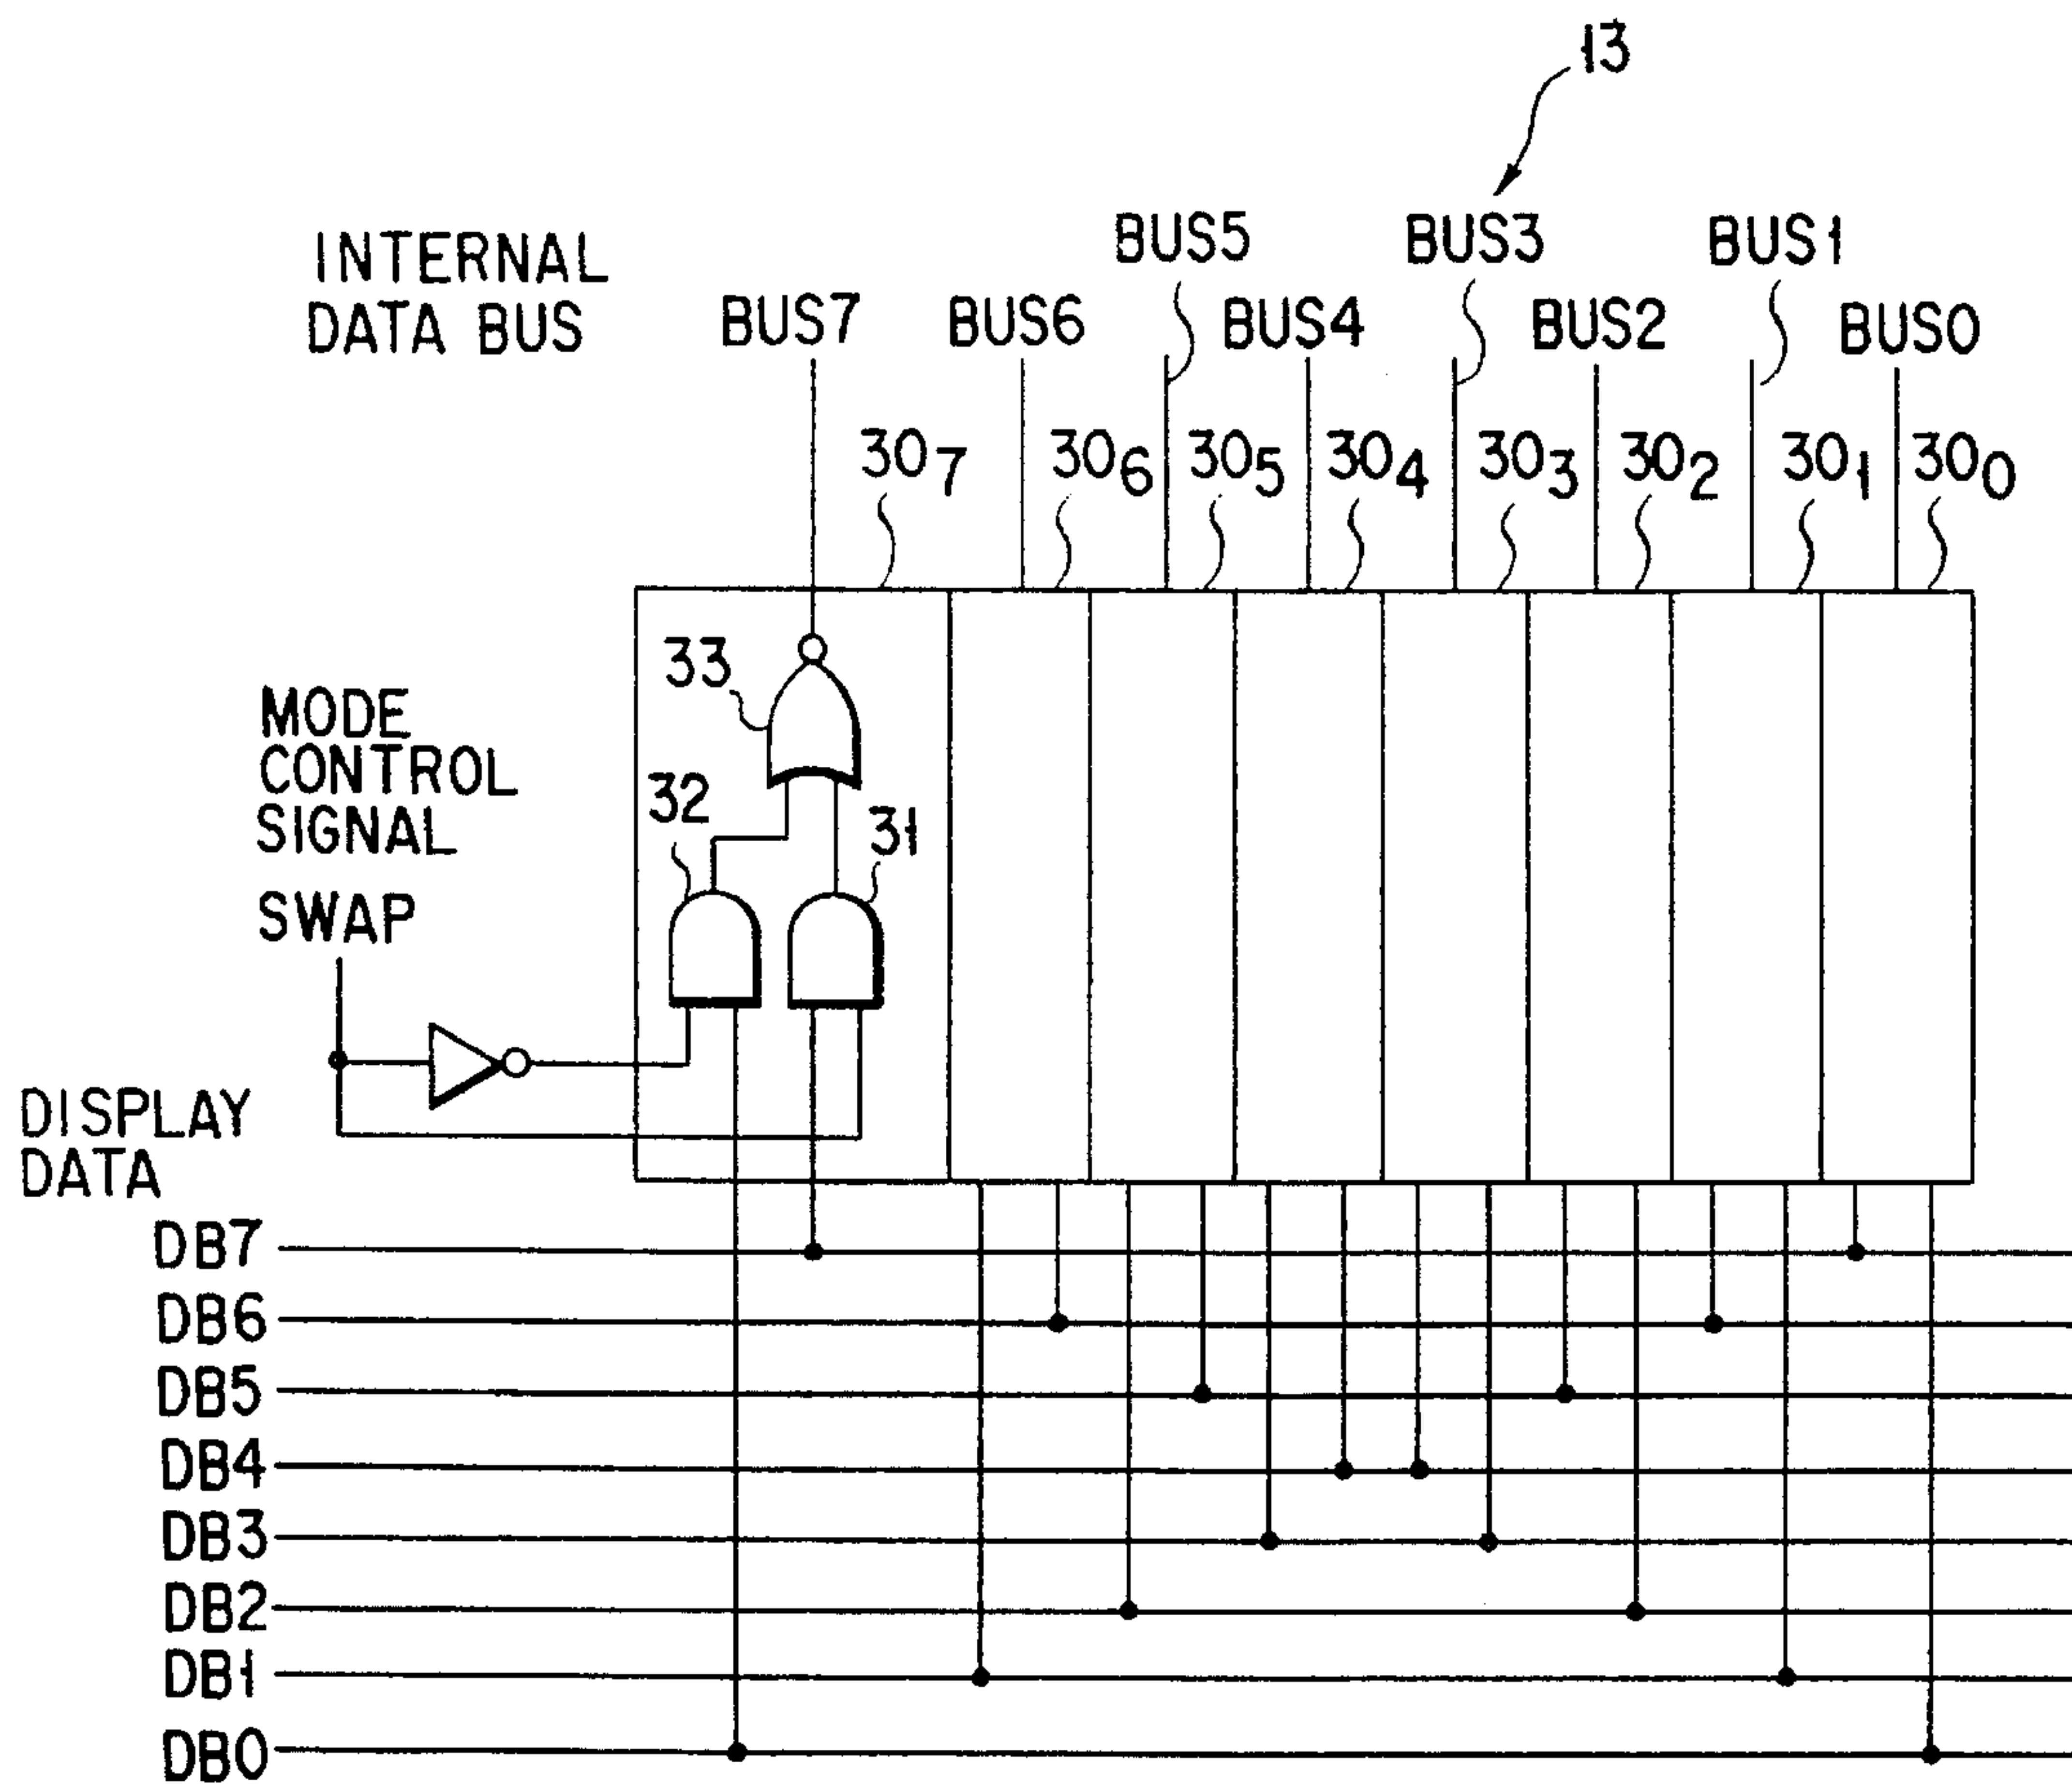 13
INTERNAL
DATA BUS
BUS7
BUS6
BUS5
BUS4
BUS3
BUS2
BUS1
BUS0
30₇
30₆
30₅
30₄
30₃
30₂
30₁
30₀
33
32
31
MODE
CONTROL
SIGNAL
SWAP
DISPLAY
DATA
DB7
DB6
DB5
DB4
DB3
DB2
DB1
DB0